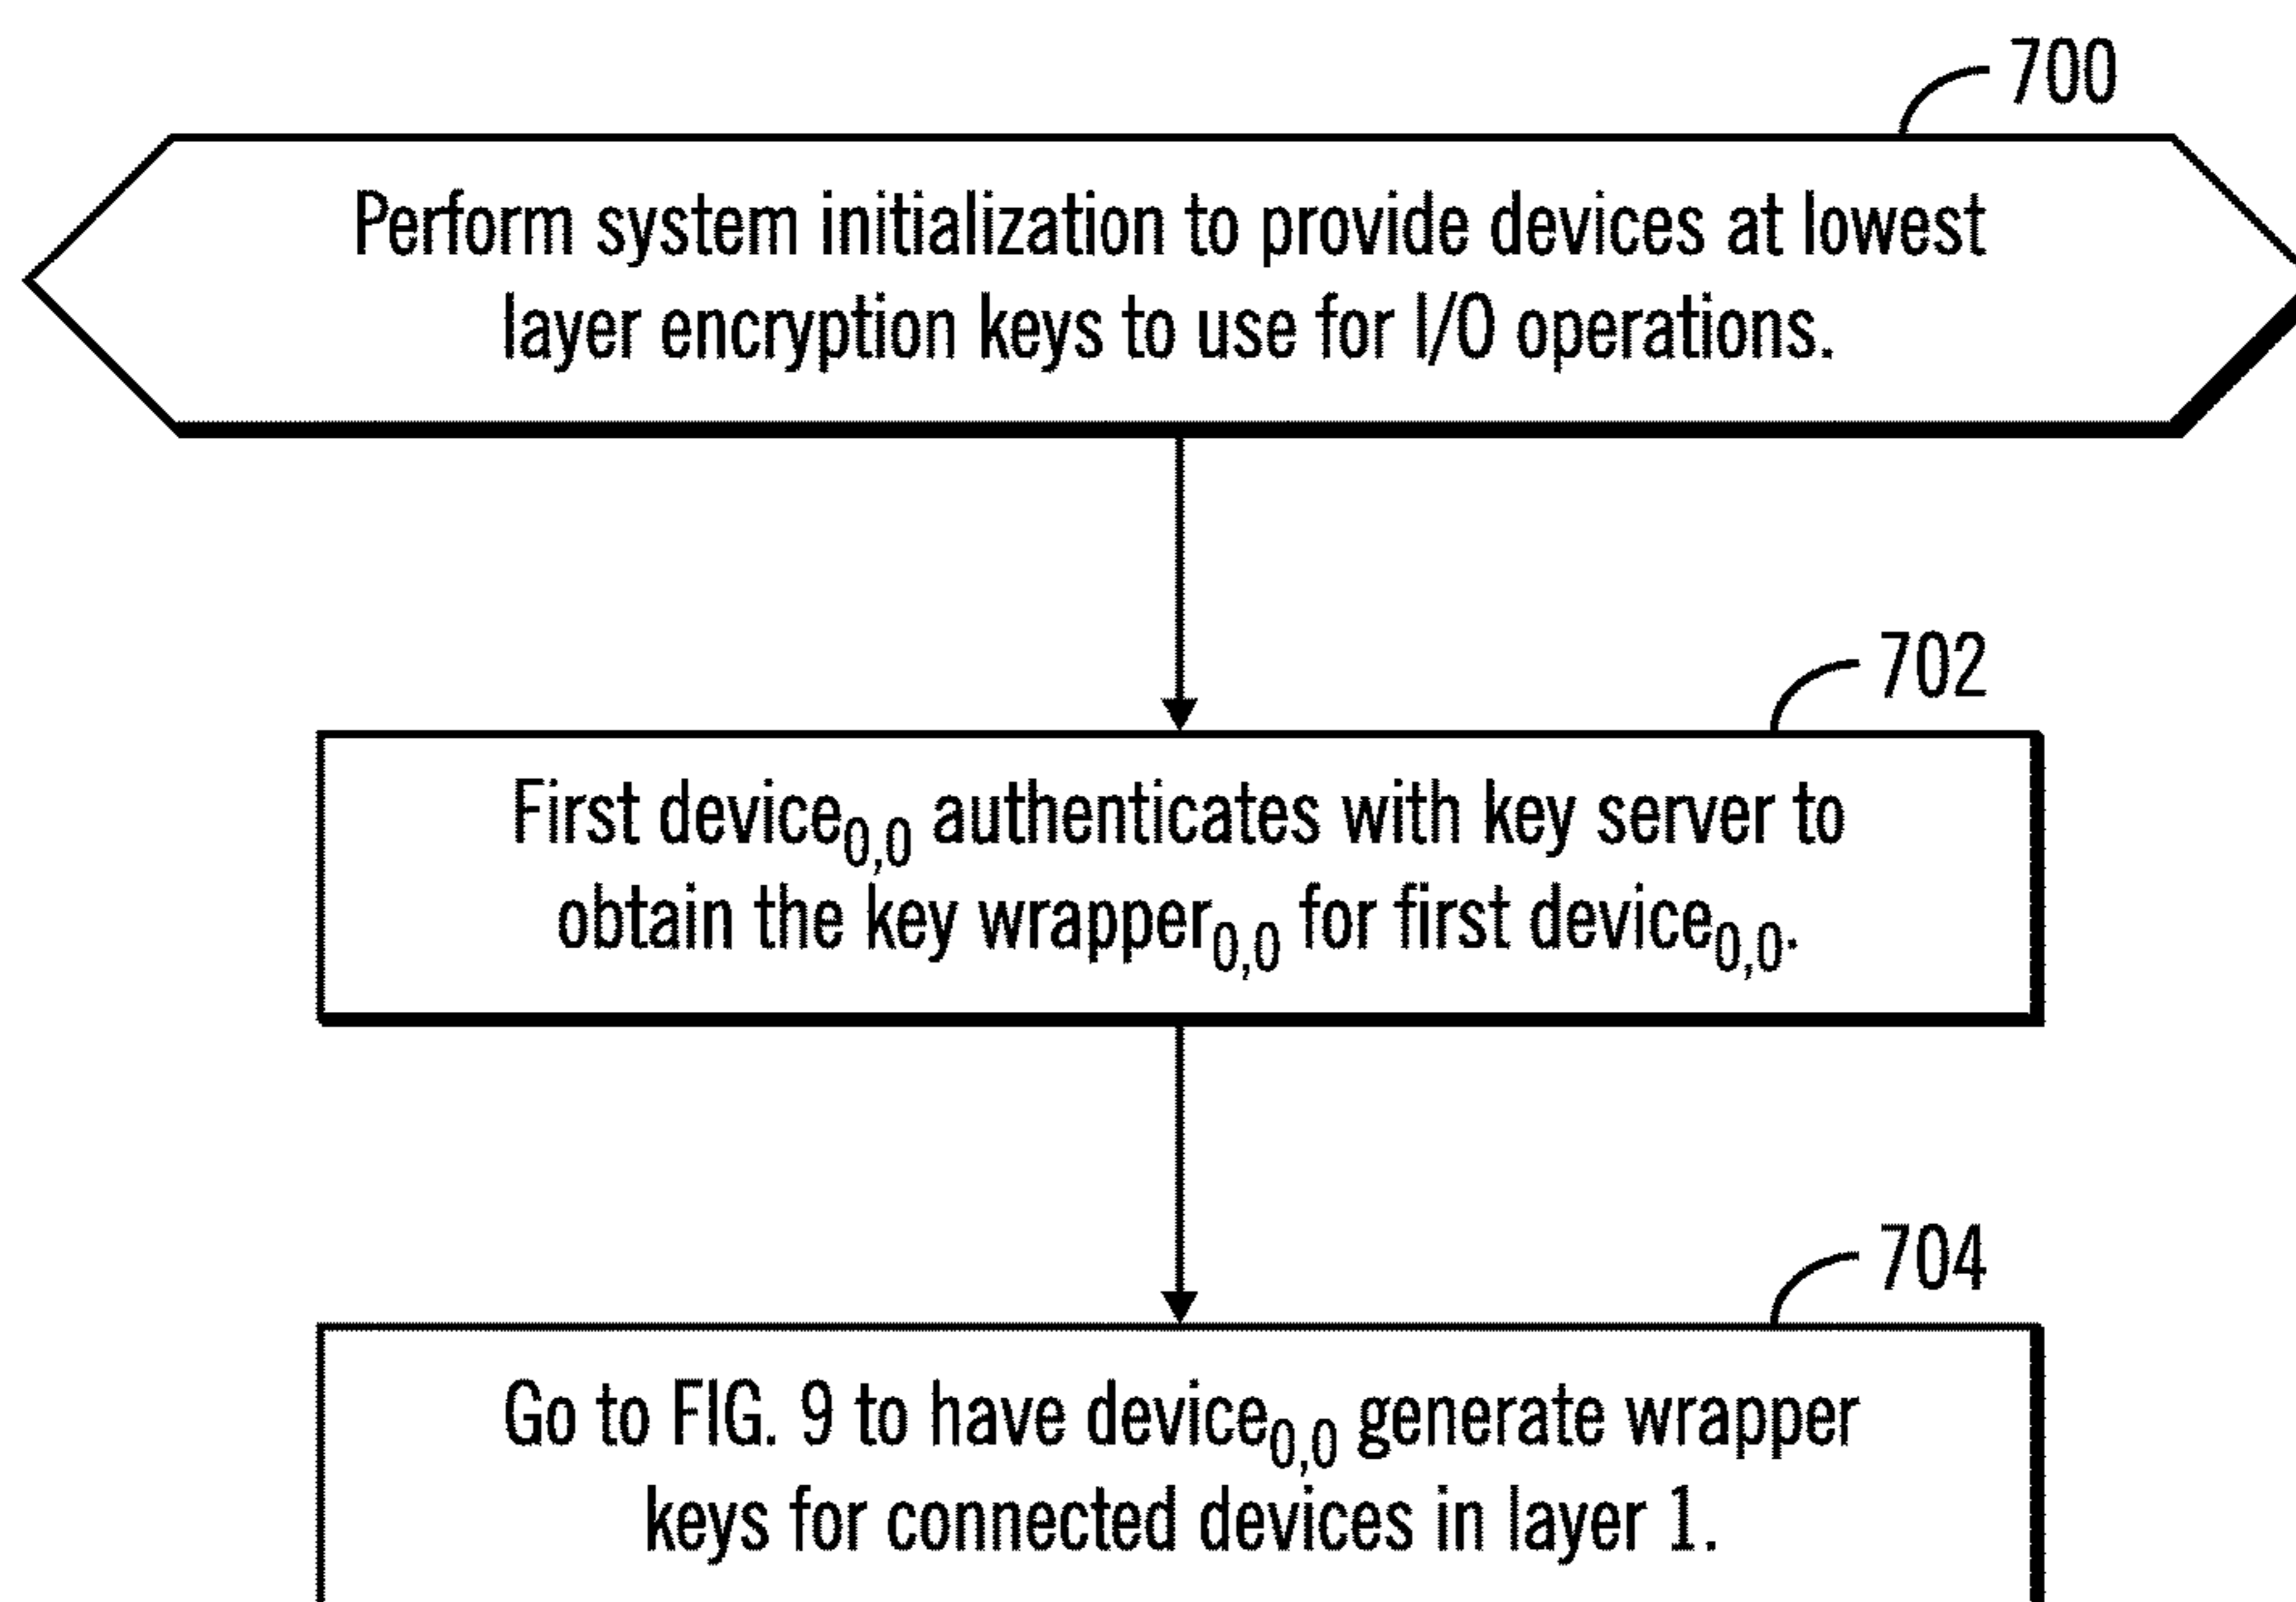 700
Perform system initialization to provide devices at lowest
layer encryption keys to use for I/O operations.
702
First device0,0 authenticates with key server to
obtain the key wrapper0,0 for first device0,0.
704
Go to FIG. 9 to have device0,0 generate wrapper
keys for connected devices in layer 1.